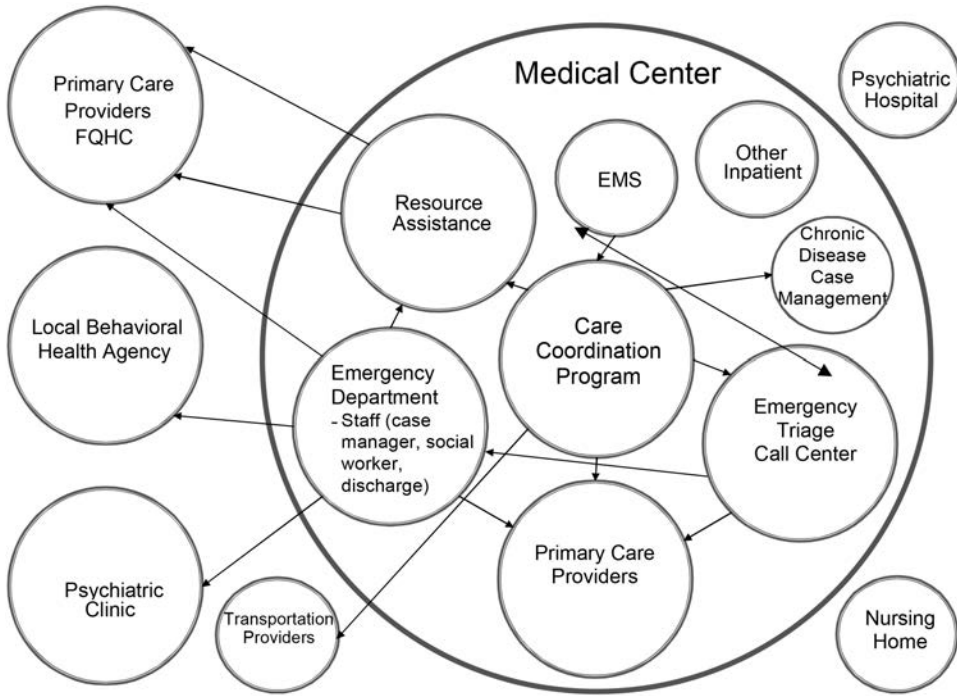 Medical Center
Primary Care
Providers
FQHC
Psychiatric
Hospital
EMS
Other
Inpatient
Resource
Assistance
Chronic
Disease
Case
Management
Local Behavioral
Health Agency
Care
Coordination
Program
Emergency
Department
- Staff (case
manager, social
worker,
discharge)
Emergency
Triage
Call Center
Primary Care
Providers
Psychiatric
Clinic
Transportation
Providers
Nursing
Home